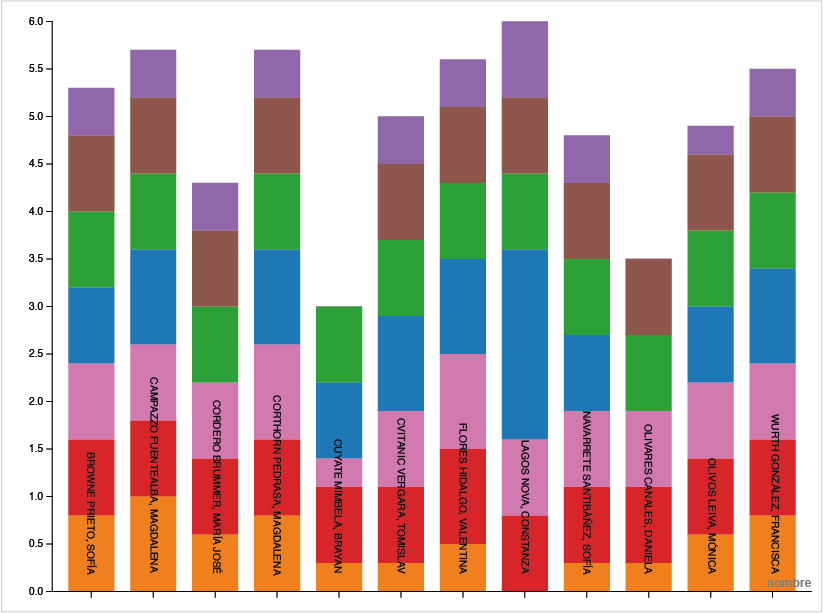 6.0
5.5
5.0
4.5
4.0
3.5
3.0
2.5
2.0
1.5
1.0
0.5
0.0
BROWNE PRIETO, SOFÍA
CAMPAZZO FUENTEALBA, MAGDALENA
CORDERO BRUMMER, MARÍA JOSÉ
CORTHORN PEDRASA, MAGDALENA
CUYATE MIMBELA, BRAYAN
CVITANIC VERGARA, TOMISLAV
FLORES HIDALGO, VALENTINA
LAGOS NOVA, CONSTANZA
NAVARRETE SANTIBÁÑEZ, SOFÍA
OLIVARES CANALES, DANIELA
OLIVOS LEIVA, MÓNICA
WURTH GONZÁLEZ, FRANCISCA
nombre